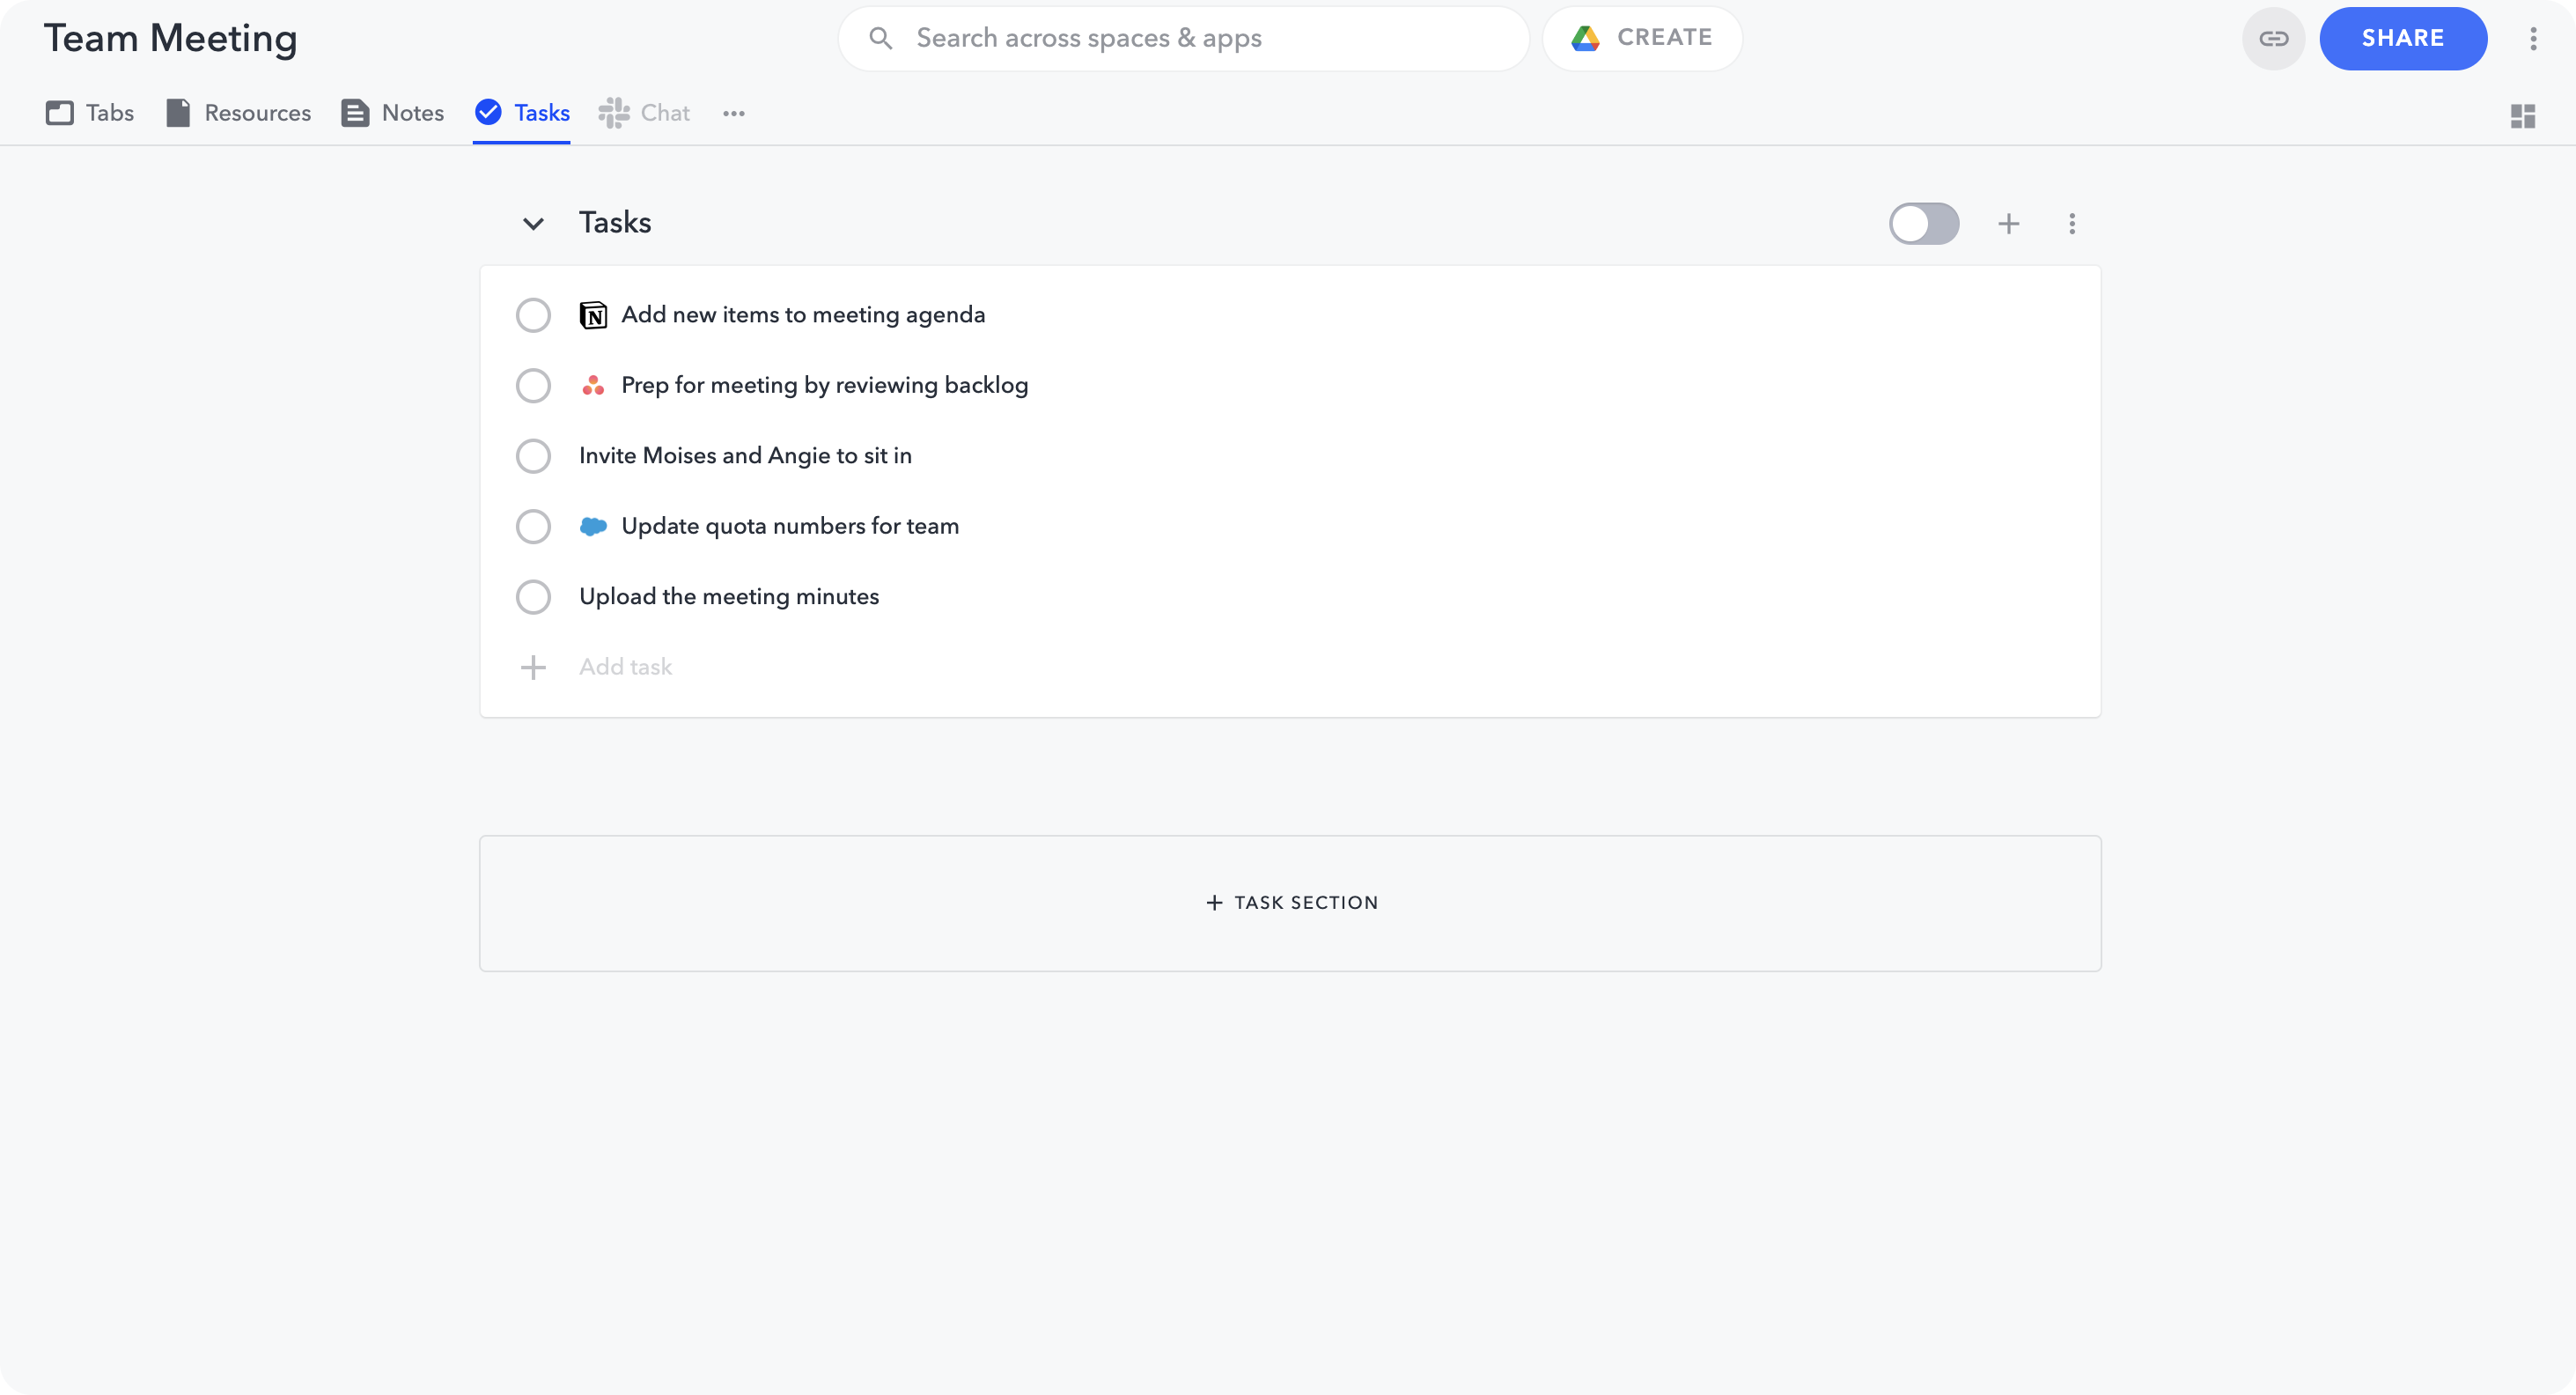 Team Meeting
Search across spaces & apps
CREATE
SHARE
Tabs
Resources
Notes
Tasks
Chat
Tasks
N Add new items to meeting agenda
Prep for meeting by reviewing backlog
Invite Moises and Angie to sit in
Update quota numbers for team
Upload the meeting minutes
Add task
+ TASK SECTION